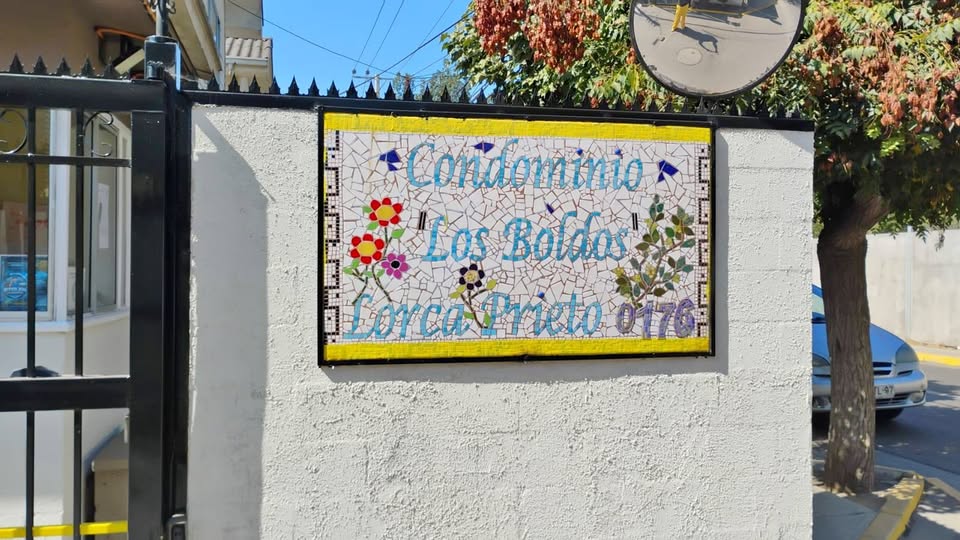 Condominio
"Los Boldos"
Lorca Prieto 0176